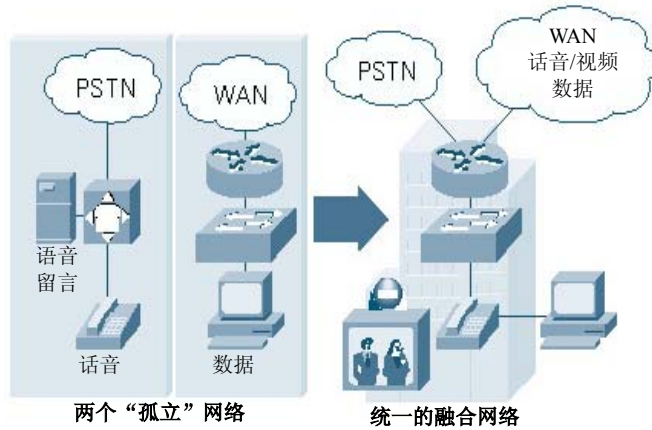 PSTN
WAN
语音
留言
话音
数据
两个“孤立”网络
PSTN
WAN
话音/视频
数据
统一的融合网络